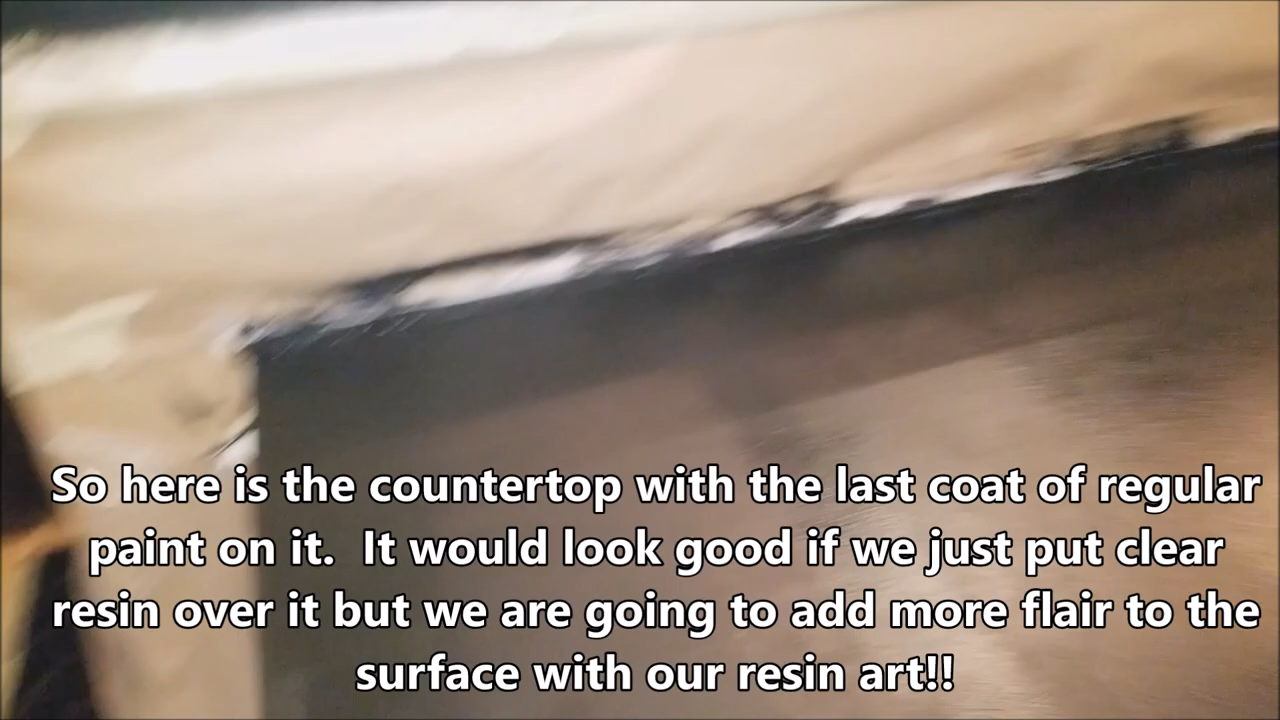 So here is the countertop with the last coat of regular
paint on it.  It would look good if we just put clear
resin over it but we are going to add more flair to the
surface with our resin art!!